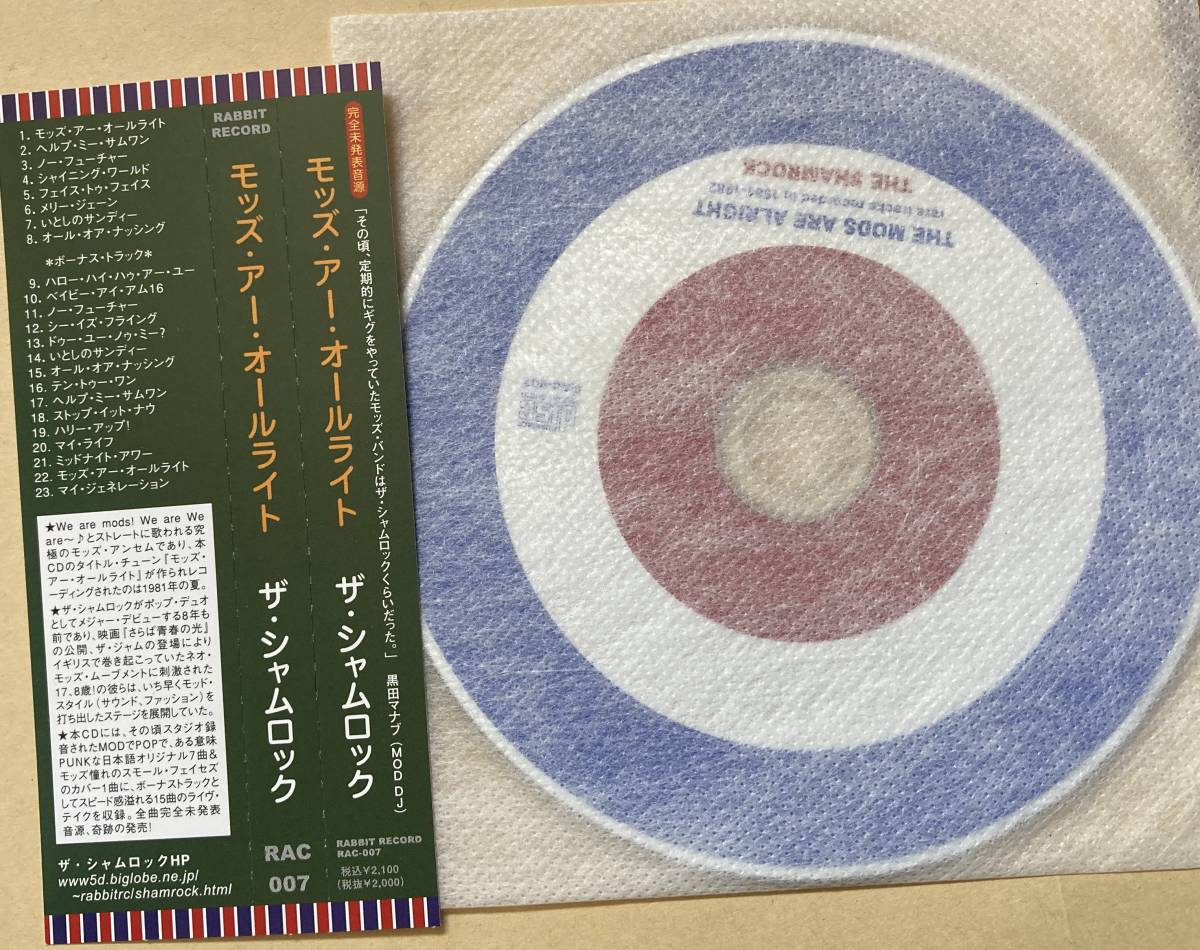 1. モッズ・アー・オールライト
2. ヘルプ・ミー・サムワン
3. ノー・フューチャー
4. シャイニング・ワールド
5. フェイス・トゥ・フェイス
6. メリー・ジェーン
7. いとしのサンディー
8. オール・オア・ナッシング
＊ボーナス・トラック＊
9. ハロー・ハイ・ハゥ・アー・ユー
10. ベイビー・アイ・アム16
11. ノー・フューチャー
12. シー・イズ・フライング
13. ドゥー・ユー・ノゥ・ミー?
14. いとしのサンディー
15. オール・オア・ナッシング
16. テン・トゥー・ワン
17. ヘルプ・ミー・サムワン
18. ストップ・イット・ナウ
19. ハリー・アップ!
20. マイ・ライフ
21. ミッドナイト・アワー
22. モッズ・アー・オールライト
23. マイ・ジェネレーション
★We are mods! We are We
are〜♪とストレートに歌われる究
極のモッズ・アンセムであり、本
CDのタイトル・チューン『モッズ・
アー・オールライト』が作られレコ
ーディングされたのは1981年の夏。
★ザ・シャムロックがポップ・デュオ
としてメジャー・デビューする8年も
前であり、映画『さらば青春の光』
の公開、ザ・ジャムの登場により
イギリスで巻き起こっていたネオ・
モッズ・ムーブメントに刺激された
17、8歳!の彼らは、いち早くモッド・
スタイル（サウンド、ファッション）を
打ち出したステージを展開していた。
★本CDには、その頃スタジオ録
音されたMODでPOPで、ある意味
PUNKな日本語オリジナル7曲&
モッズ憧れのスモール・フェイセズ
のカバー1曲に、ボーナストラックと
してスピード感溢れる15曲のライヴ・
テイクを収録。全曲完全未発表
音源、奇跡の発売!
ザ・シャムロックHP
www5d.biglobe.ne.jp/
~rabbitrc/shamrock.html
RABBIT
RECORD
モッズ・アー・オールライト ザ・シャムロック
RAC
007
完全未発表音源
モッズ・アー・オールライト ザ・シャムロック
「その頃、定期的にギグをやっていたモッズ・バンドはザ・シャムロックくらいだった。」 黒田マナブ（MOD DJ）
RABBIT RECORD
RAC-007
税込¥2,100
(税抜¥2,000)
THE MODS ARE ALRIGHT
rare tracks recorded in 1981-1982
THE SHAMROCK
RAC-007